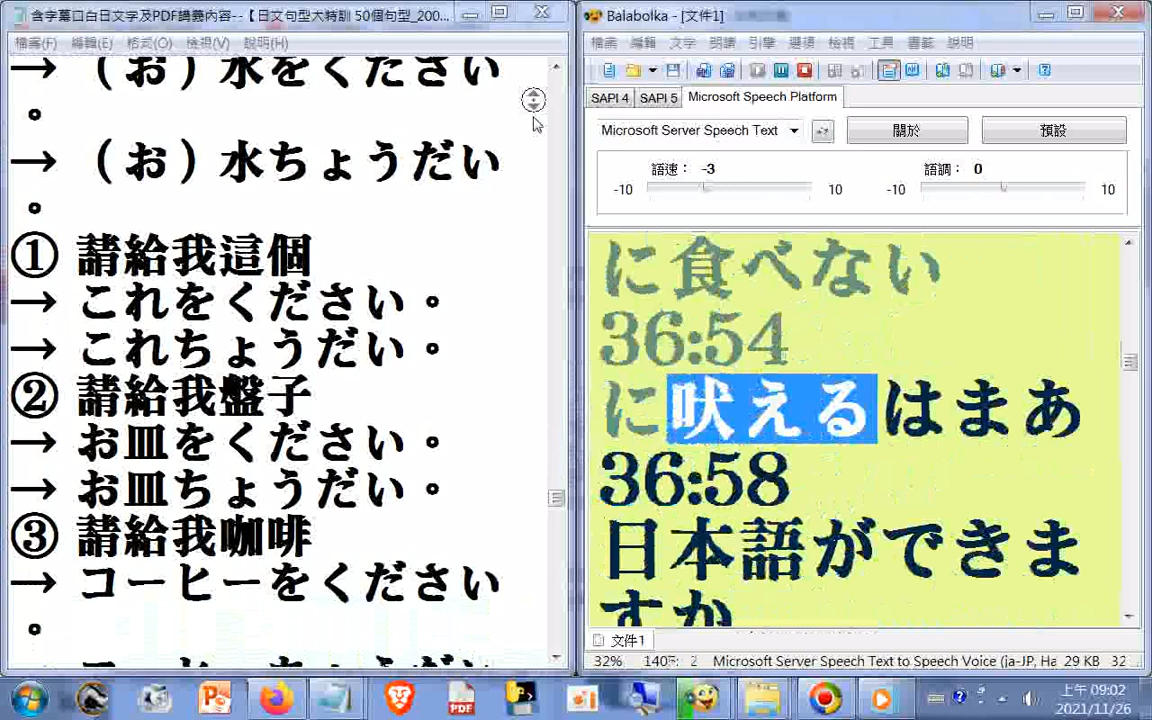 含字幕口白日文字及PDF講義內容--【日文句型大特訓 50個句型_200...
檔案(F) 編輯(E) 格式(O) 檢視(V) 說明(H)
→（お）水をください
。
→（お）水ちょうだい
。
① 請給我這個
→ これをください。
→ これちょうだい。
② 請給我盤子
→ お皿をください。
→ お皿ちょうだい。
③ 請給我咖啡
→ コーヒーをください
。
Balabolka - [文件1]
檔案 編輯 文字 朗讀 引擎 選項 檢視 工具 書籤 說明
SAPI 4 SAPI 5 Microsoft Speech Platform
Microsoft Server Speech Text 關於 預設
語速： -3 語調： 0
-10 10 -10 10
に食べない
36:54
に吠えるはまあ
36:58
日本語ができま
すか
文件1
32% 2 Microsoft Server Speech Text to Speech Voice (ja-JP, Ha 29 KB 32
PDF
上午 09:02
2021/11/26